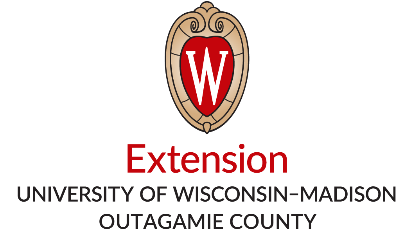 W
Extension
UNIVERSITY OF WISCONSIN–MADISON
OUTAGAMIE COUNTY